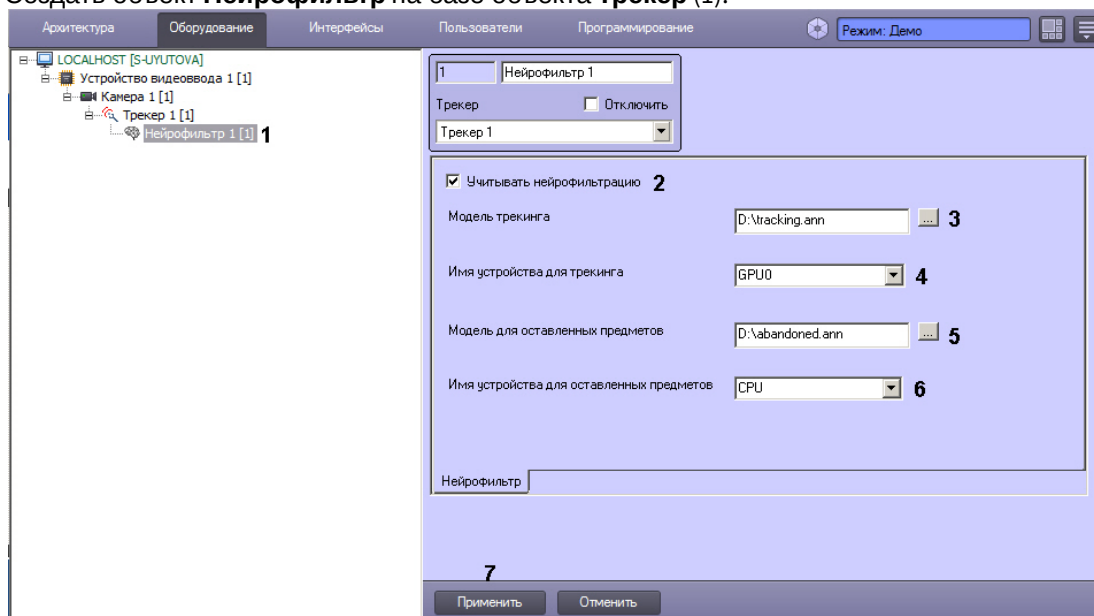 Создать объект Нейрофильтр на базе объекта Трекер (1).
Архитектура Оборудование Интерфейсы Пользователи Программирование Режим: Демо
LOCALHOST [S-UYUTOVA]
Устройство видеоввода 1 [1]
Камера 1 [1]
Трекер 1 [1]
Нейрофильтр 1 [1] 1
1 Нейрофильтр 1
Трекер Отключить
Трекер 1
Учитывать нейрофильтрацию 2
Модель трекинга D:\tracking.ann ... 3
Имя устройства для трекинга GPU0 4
Модель для оставленных предметов D:\abandoned.ann ... 5
Имя устройства для оставленных предметов CPU 6
Нейрофильтр
7
Применить Отменить